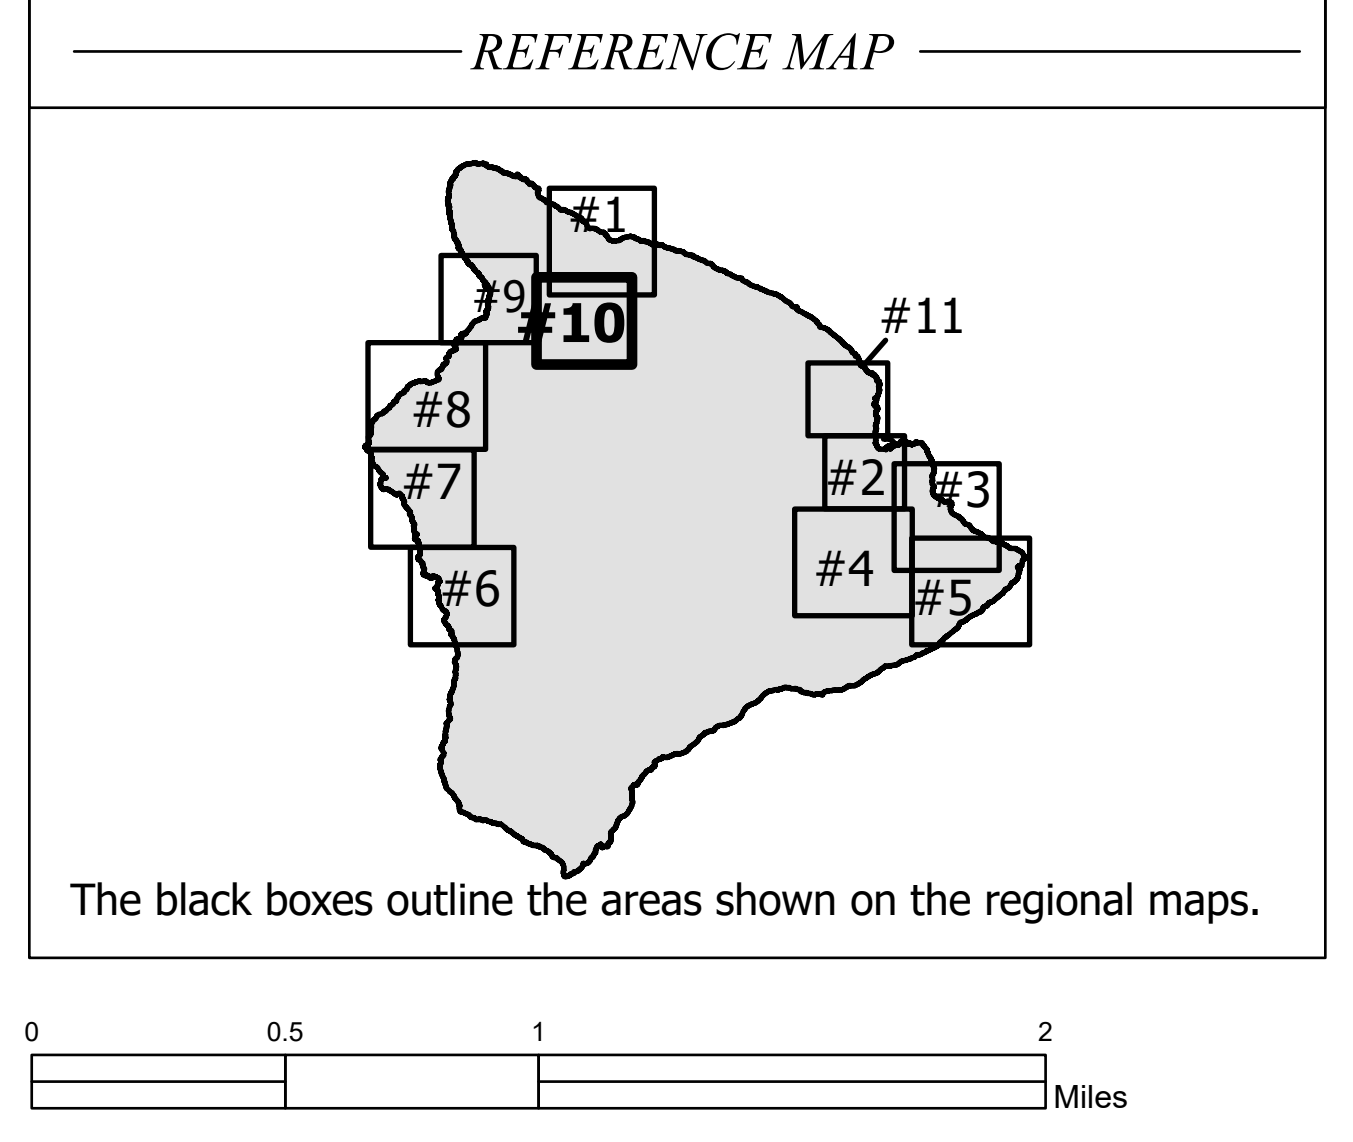 REFERENCE MAP
#1
#9
#10
#11
#8
#7
#2
#3
#4
#6
#5
The black boxes outline the areas shown on the regional maps.
0 0.5 1 2
Miles